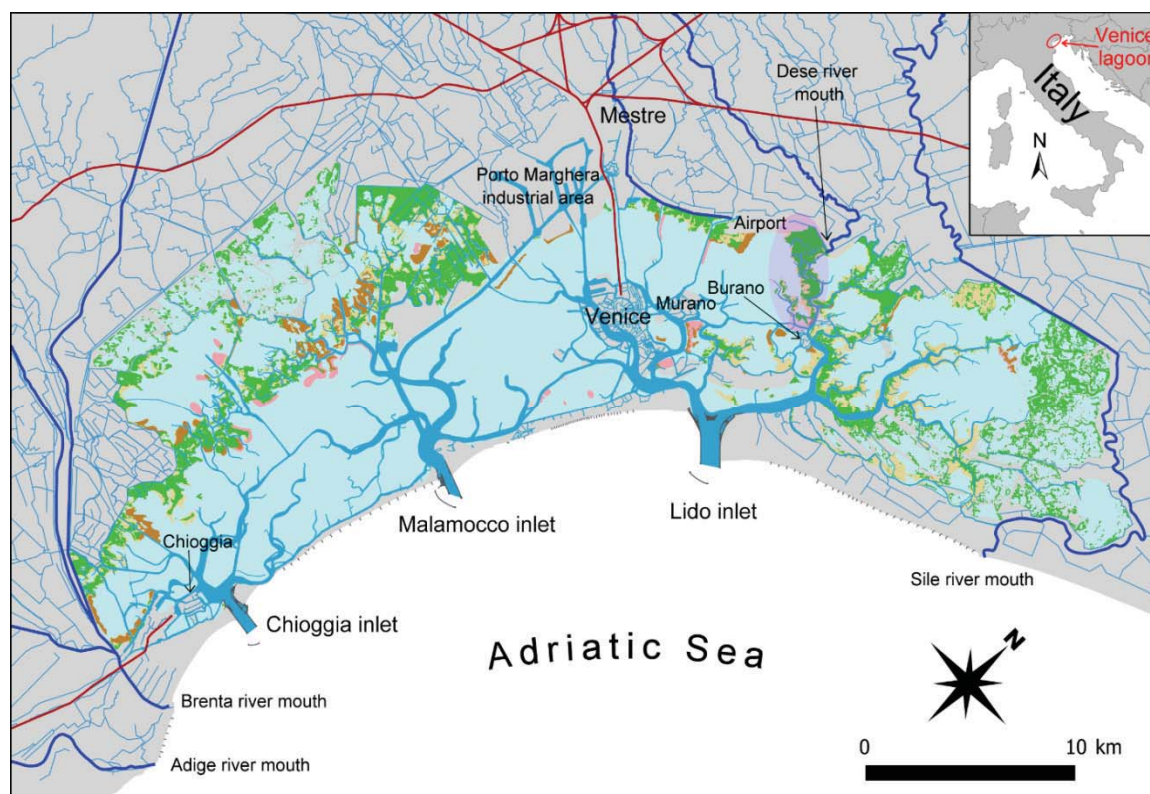 Venice
lagoon
Italy
N
Dese river
mouth
Mestre
Porto Marghera
industrial area
Airport
Burano
Murano
Venice
Malamocco inlet
Lido inlet
Chioggia
Sile river mouth
Chioggia inlet
Adriatic Sea
N
Brenta river mouth
Adige river mouth
0
10 km